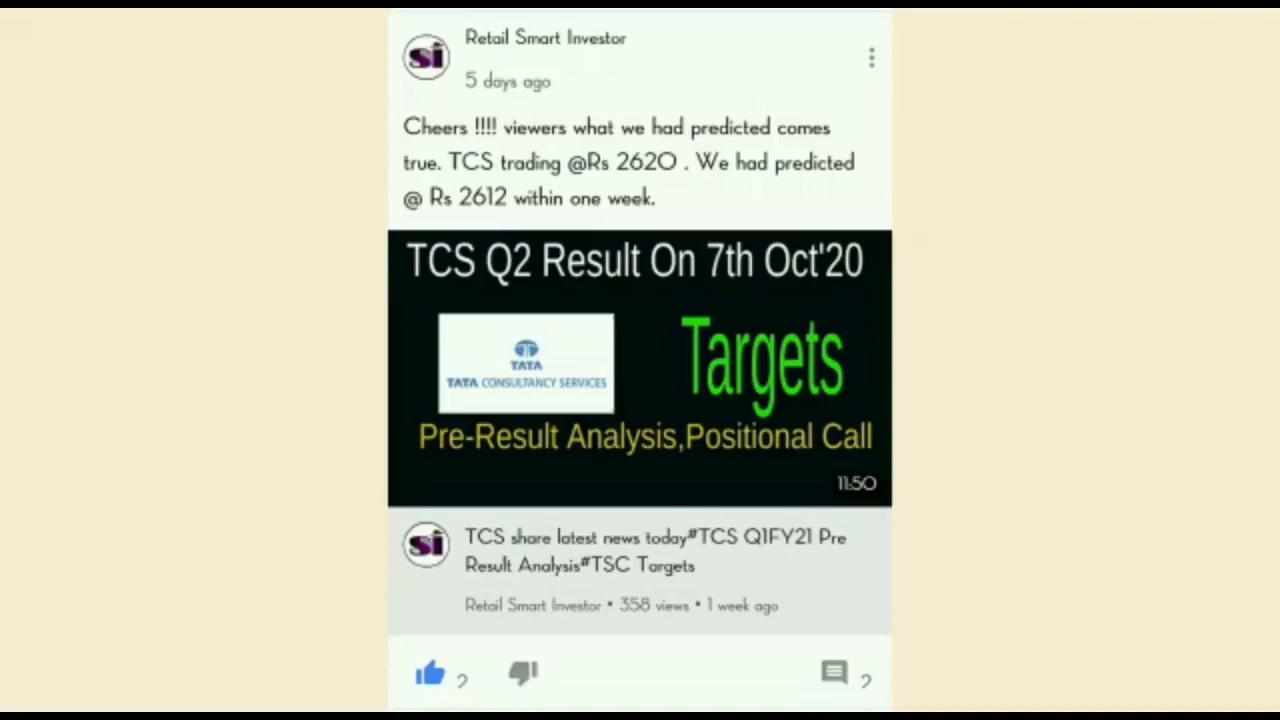 si
Retail Smart Investor
5 days ago
Cheers !!!! viewers what we had predicted comes
true. TCS trading @Rs 2620 . We had predicted
@ Rs 2612 within one week.
TCS Q2 Result On 7th Oct'20
TATA
TATA CONSULTANCY SERVICES
Targets
Pre-Result Analysis,Positional Call
11:50
si
TCS share latest news today#TCS Q1FY21 Pre
Result Analysis#TSC Targets
Retail Smart Investor • 358 views • 1 week ago
2
2